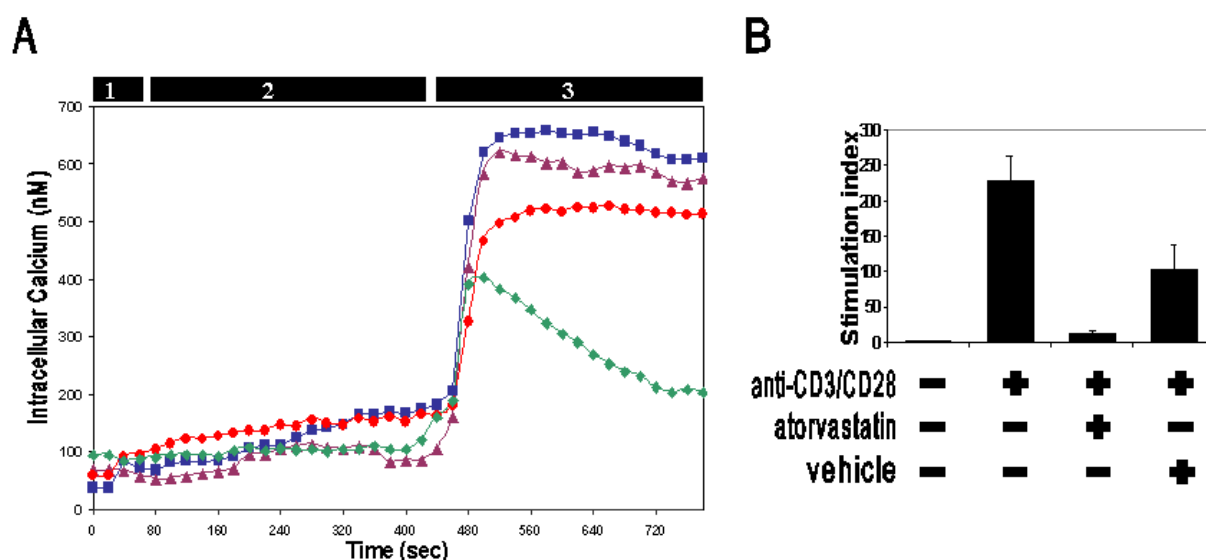 A
B
1 2 3
700
600
500
400
300
200
100
0
Intracellular Calcium (nM)
0 80 160 240 320 400 480 560 640 720
Time (sec)
300
250
200
150
100
50
0
Stimulation index
anti-CD3/CD28 - + + +
atorvastatin - - + -
vehicle - - - +